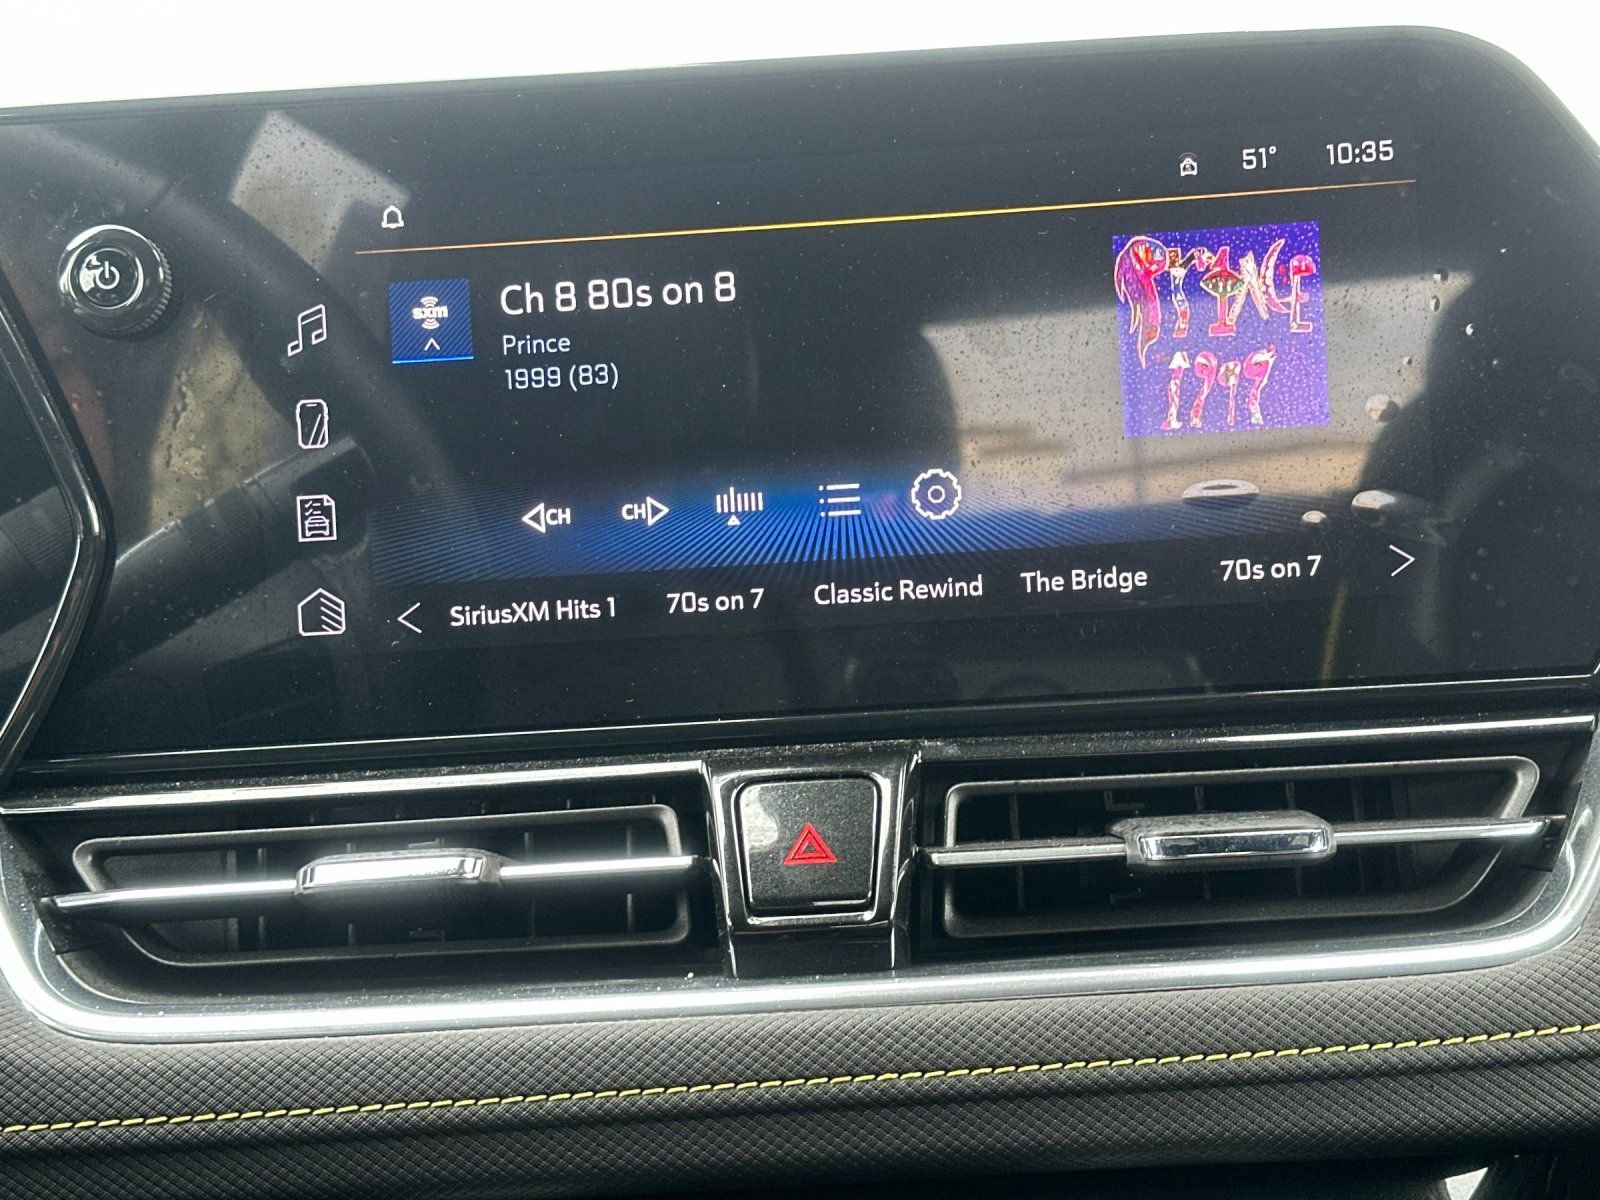 51° 10:35
sxm
Ch 8 80s on 8
Prince
1999 (83)
PRINCE
1999
CH CH
SiriusXM Hits 1 70s on 7 Classic Rewind The Bridge 70s on 7